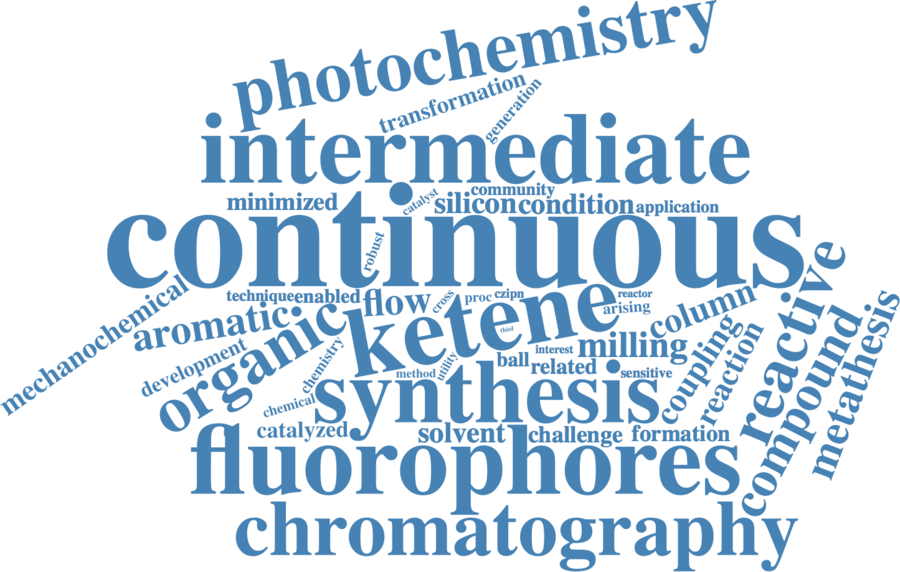 photochemistry
transformation
generation
intermediate
community
minimized
catalyst
silicon
condition
application
continuous
robust
mechanochemical
technique
enabled
flow
cross
proc
czipn
reactor
arising
aromatic
organic
ketene
third
column
reactive
development
chemistry
method
utility
ball
interest
milling
related
sensitive
coupling
reaction
compound
metathesis
chemical
synthesis
catalyzed
solvent
challenge
formation
fluorophores
chromatography